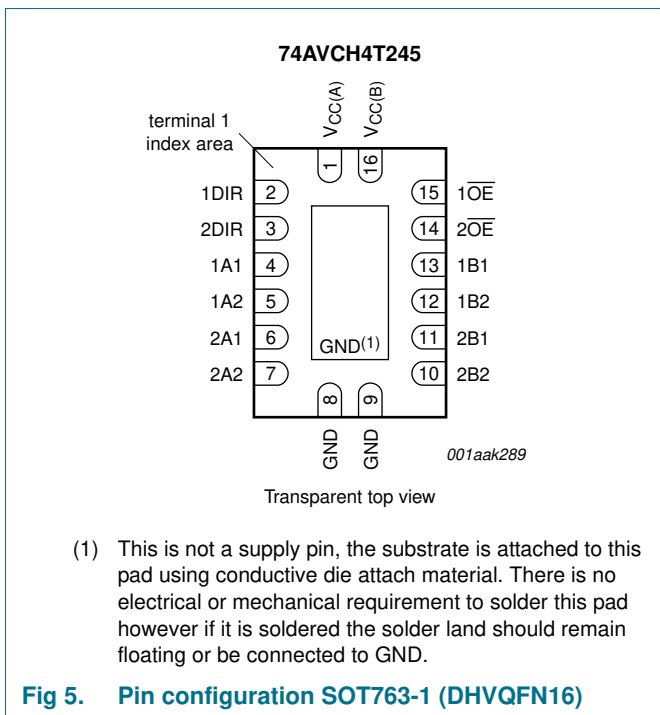 74AVCH4T245
terminal 1
index area
VCC(A)
VCC(B)
1
16
1DIR 2
15 1O̅E̅
2DIR 3
14 2O̅E̅
1A1 4
13 1B1
1A2 5
12 1B2
2A1 6
11 2B1
2A2 7
10 2B2
GND(1)
8
9
GND
GND
001aak289
Transparent top view
(1) This is not a supply pin, the substrate is attached to this
pad using conductive die attach material. There is no
electrical or mechanical requirement to solder this pad
however if it is soldered the solder land should remain
floating or be connected to GND.
Fig 5. Pin configuration SOT763-1 (DHVQFN16)